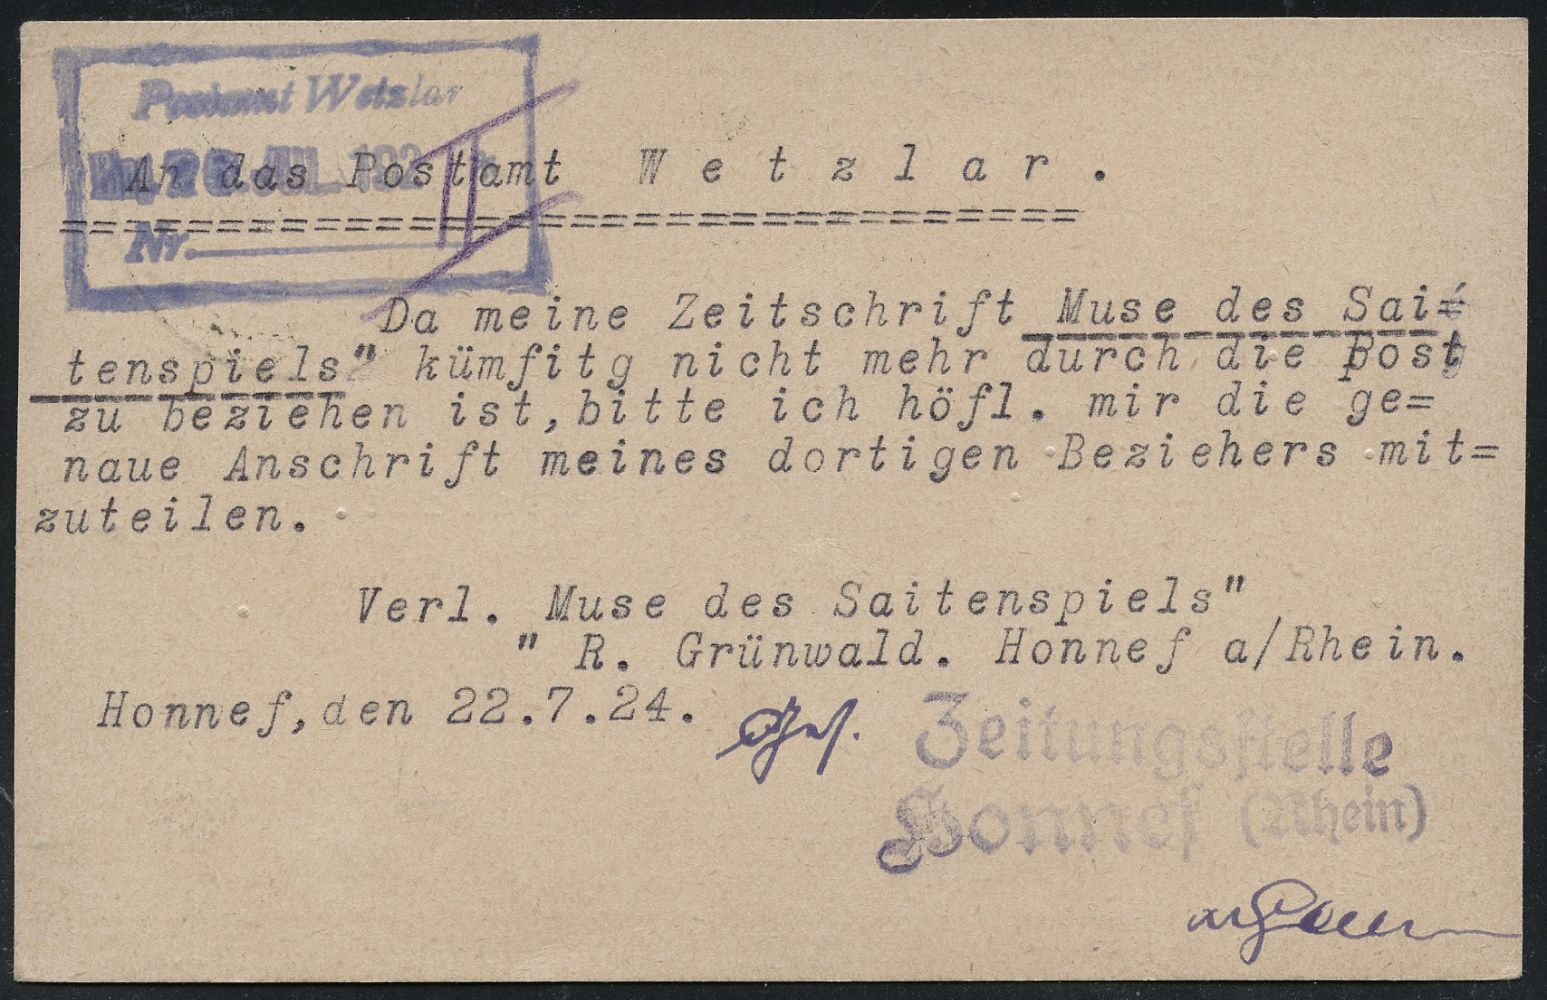 Postamt Wetzlar
An das Postamt W e t z l a r .
================================
Nr.
II
Da meine Zeitschrift Muse des Sai=
tenspiels" kümfitg nicht mehr durch die Post
zu beziehen ist, bitte ich höfl. mir die ge=
naue Anschrift meines dortigen Beziehers mit=
zuteilen.
Verl. Muse des Saitenspiels"
" R. Grünwald. Honnef a/Rhein.
Honnef, den 22.7.24.
Zeitungsstelle
Honnef (Rhein)